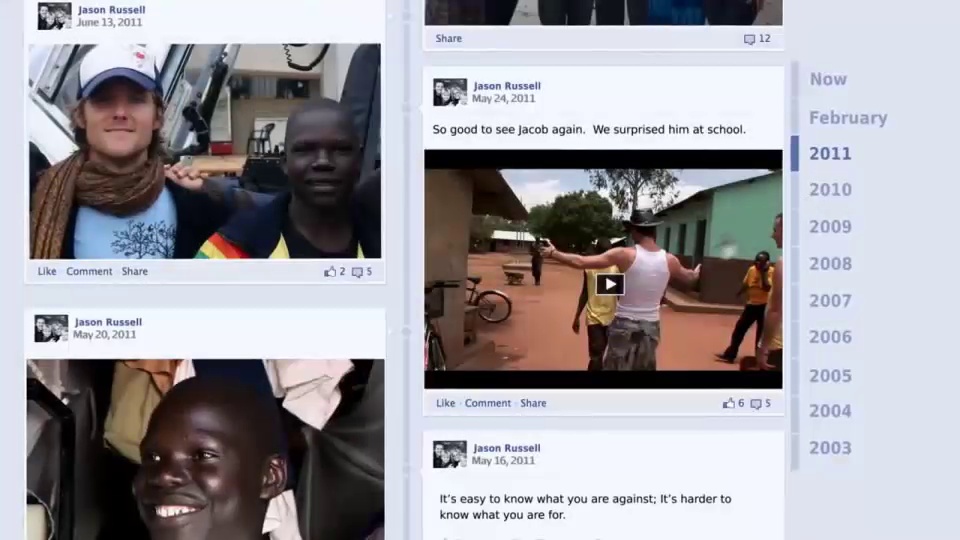 Jason Russell
June 13, 2011
Like · Comment · Share
2
5
Jason Russell
May 20, 2011
Share
12
Jason Russell
May 24, 2011
So good to see Jacob again.  We surprised him at school.
Like · Comment · Share
6
5
Jason Russell
May 16, 2011
It's easy to know what you are against; It's harder to
know what you are for.
Now
February
2011
2010
2009
2008
2007
2006
2005
2004
2003